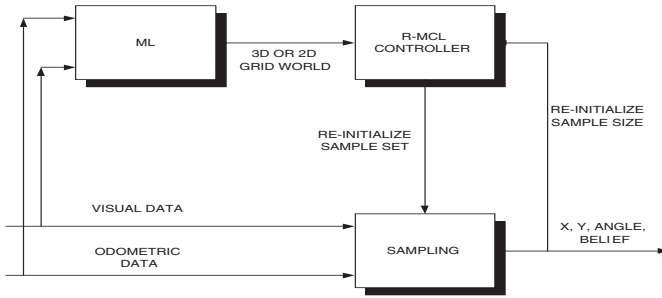 ML
3D OR 2D
GRID WORLD
R-MCL
CONTROLLER
RE-INITIALIZE
SAMPLE SET
RE-INITIALIZE
SAMPLE SIZE
VISUAL DATA
ODOMETRIC
DATA
SAMPLING
X, Y, ANGLE,
BELIEF